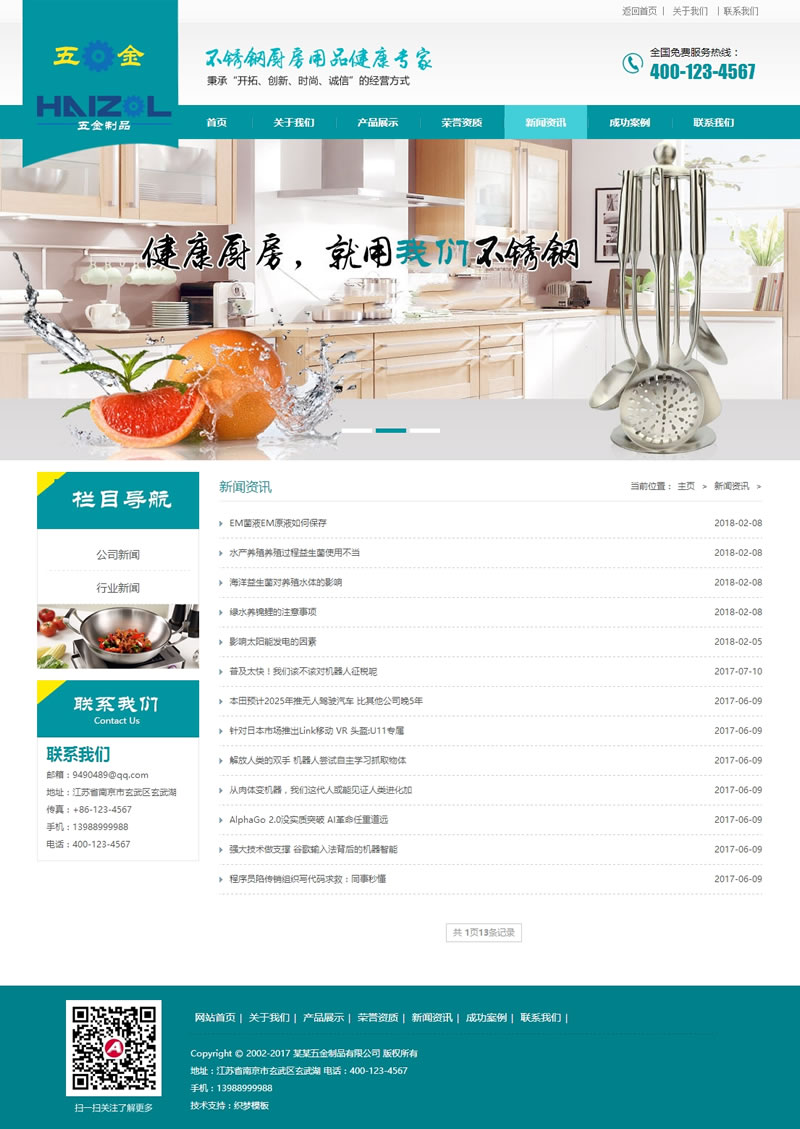 返回首页 | 关于我们 | 联系我们
五金
HAIZOL
五金制品
不锈钢厨房用品健康专家
秉承“开拓、创新、时尚、诚信”的经营方式
全国免费服务热线：
400-123-4567
首页 关于我们 产品展示 荣誉资质 新闻资讯 成功案例 联系我们
健康厨房，就用我们不锈钢
栏目导航
公司新闻
行业新闻
联系我们
Contact Us
联系我们
邮箱：9490489@qq.com
地址：江苏省南京市玄武区玄武湖
传真：+86-123-4567
手机：13988999988
电话：400-123-4567
新闻资讯 当前位置： 主页 > 新闻资讯 >
EM菌液EM原液如何保存 2018-02-08
水产养殖养殖过程益生菌使用不当 2018-02-08
海洋益生菌对养殖水体的影响 2018-02-08
绿水养锦鲤的注意事项 2018-02-08
影响太阳能发电的因素 2018-02-05
普及太快！我们该不该对机器人征税呢 2017-07-10
本田预计2025年推无人驾驶汽车 比其他公司晚5年 2017-06-09
针对日本市场推出Link移动 VR 头盔:U11专属 2017-06-09
解放人类的双手 机器人尝试自主学习抓取物体 2017-06-09
从肉体变机器，我们这代人或能见证人类进化加 2017-06-09
AlphaGo 2.0没实质突破 AI革命任重道远 2017-06-09
强大技术做支撑 谷歌输入法背后的机器智能 2017-06-09
程序员陷传销组织写代码求救：同事秒懂 2017-06-09
共 1页13条记录
网站首页 | 关于我们 | 产品展示 | 荣誉资质 | 新闻资讯 | 成功案例 | 联系我们 |
Copyright © 2002-2017 某某五金制品有限公司 版权所有
地址：江苏省南京市玄武区玄武湖 电话：400-123-4567
手机：13988999988
技术支持：织梦模板
扫一扫关注了解更多